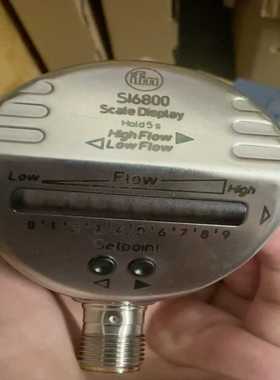 ifm
SI6800
Scale Display
Hold 5 s
High Flow
Low Flow
Low Flow High
0 1 2 3 4 5 6 7 8 9
Setpoint